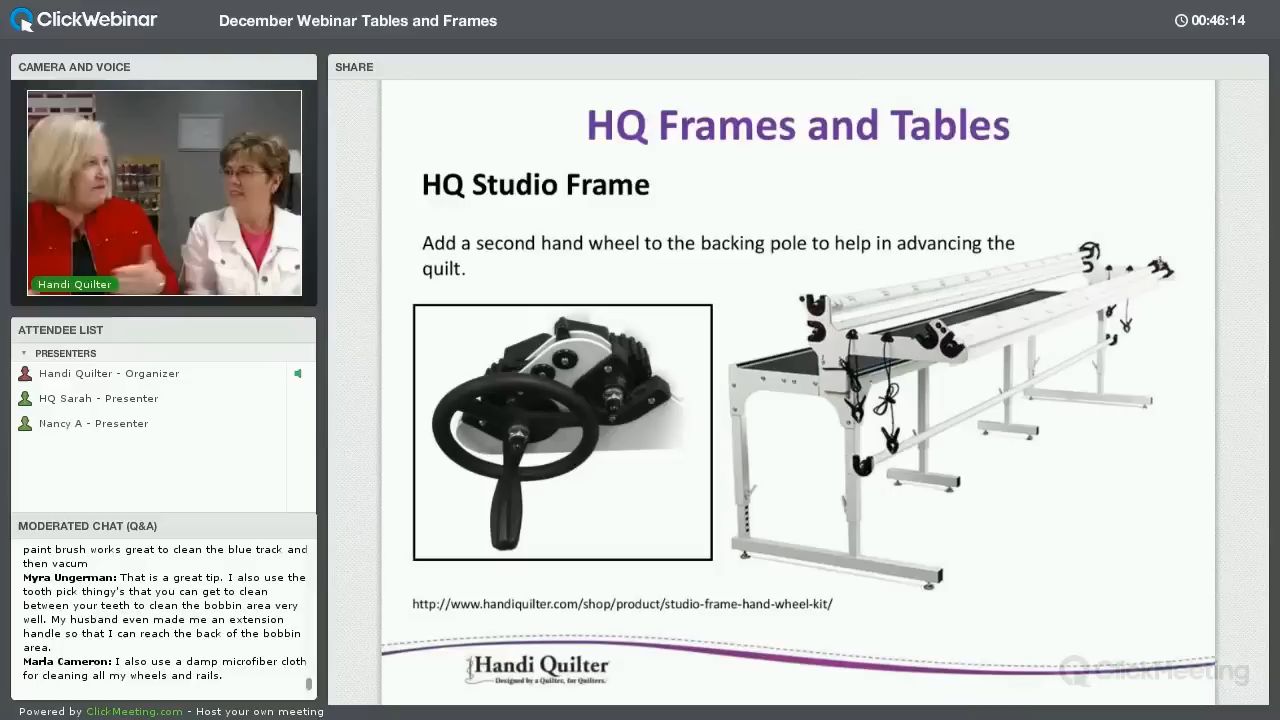 ClickWebinar
December Webinar Tables and Frames
00:46:14
CAMERA AND VOICE
Handi Quilter
ATTENDEE LIST
PRESENTERS
Handi Quilter - Organizer
HQ Sarah - Presenter
Nancy A - Presenter
MODERATED CHAT (Q&A)
paint brush works great to clean the blue track and
then vacum
Myra Ungerman: That is a great tip. I also use the
tooth pick thingys that you can get to clean
between your teeth to clean the bobbin area very
well. My husband even made me an extension
handle so that I can reach the back of the bobbin
area.
Marla Cameron: I also use a damp microfiber cloth
for cleaning all my wheels and rails.
Powered by ClickMeeting.com - Host your own meeting
SHARE
HQ Frames and Tables
HQ Studio Frame
Add a second hand wheel to the backing pole to help in advancing the
quilt.
http://www.handiquilter.com/shop/product/studio-frame-hand-wheel-kit/
Handi Quilter
Designed by a Quilter, for Quilters.
ClickMeeting